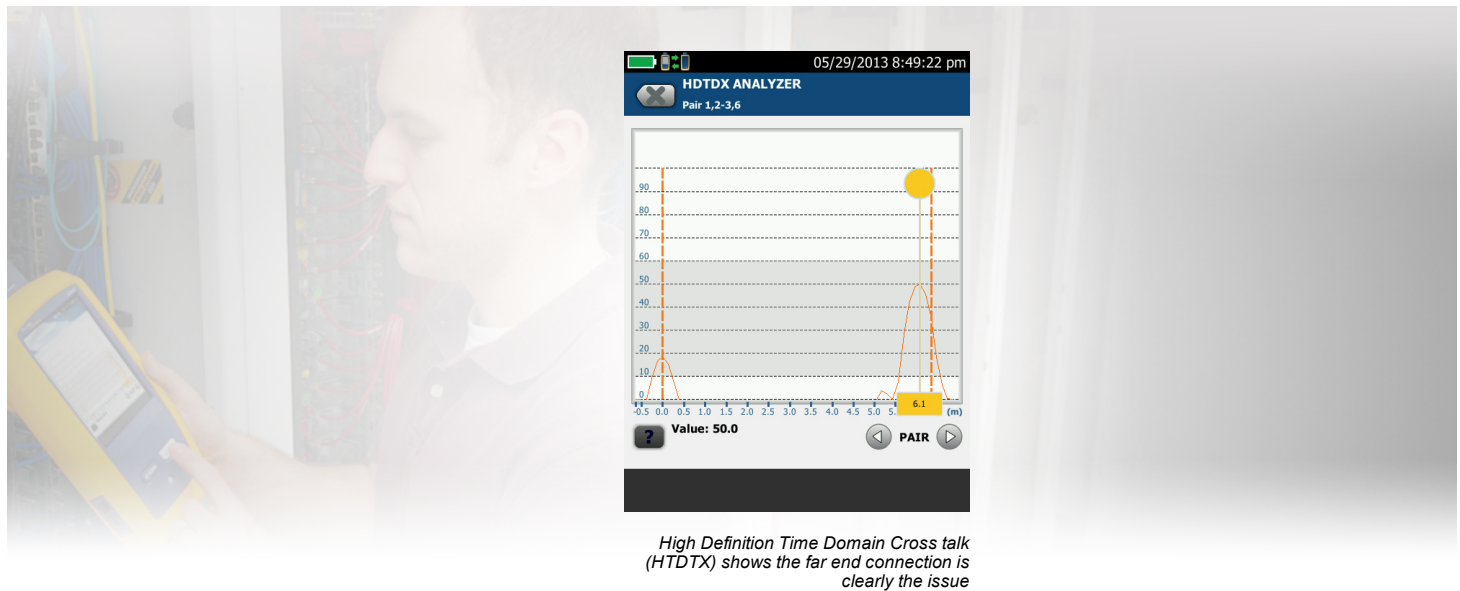 05/29/2013 8:49:22 pm
HDTDX ANALYZER
Pair 1,2-3,6
90
80
70
60
50
40
30
20
10
0
-0.5 0.0 0.5 1.0 1.5 2.0 2.5 3.0 3.5 4.0 4.5 5.0 5. 6.1 (m)
? Value: 50.0 PAIR
High Definition Time Domain Cross talk
(HTDTX) shows the far end connection is
clearly the issue